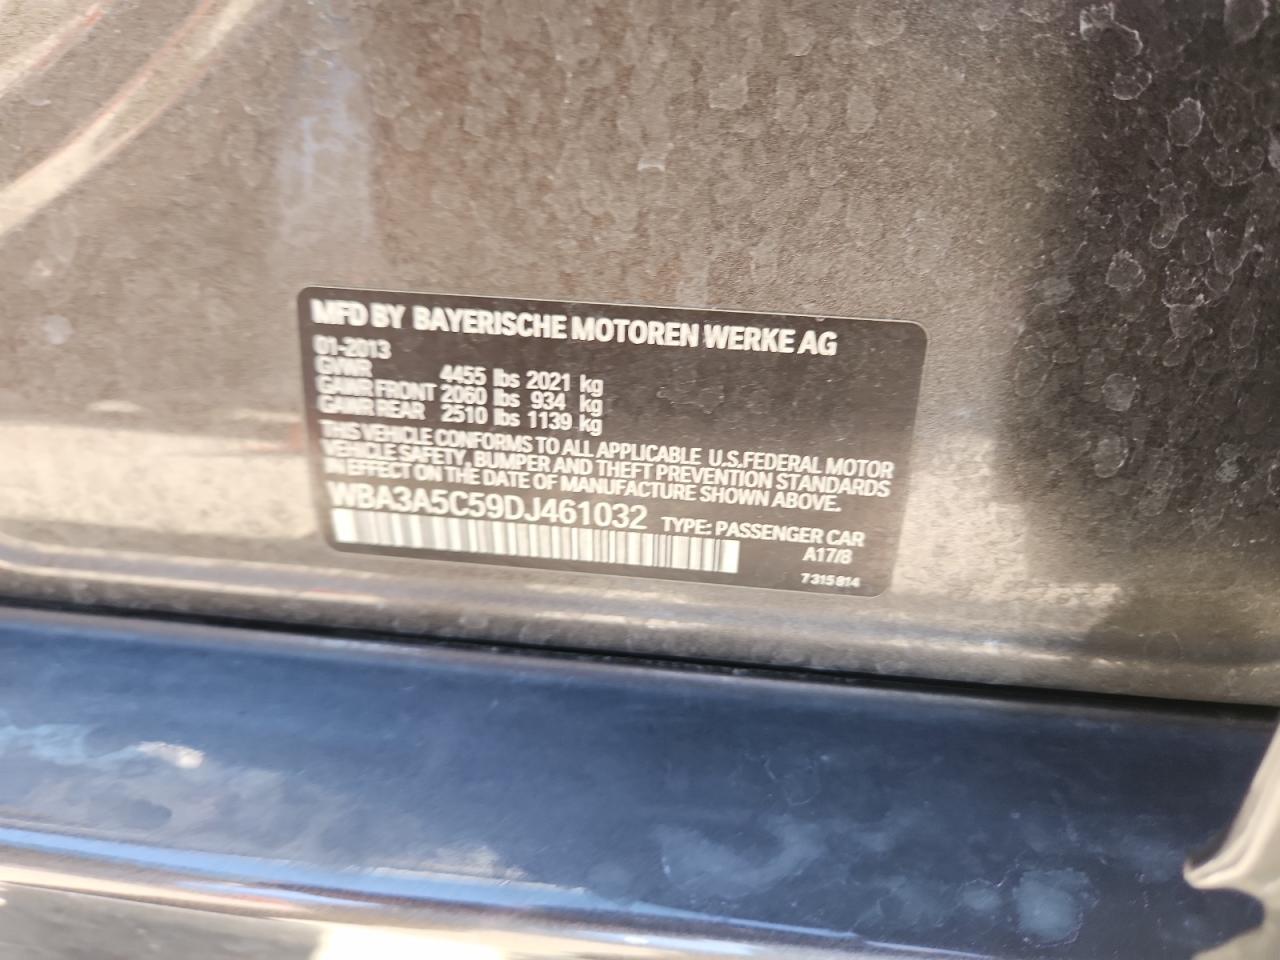 MFD BY BAYERISCHE MOTOREN WERKE AG
01-2013
GVWR 4455 lbs 2021 kg
GAWR FRONT 2060 lbs 934 kg
GAWR REAR 2510 lbs 1139 kg
THIS VEHICLE CONFORMS TO ALL APPLICABLE U.S.FEDERAL MOTOR
VEHICLE SAFETY, BUMPER AND THEFT PREVENTION STANDARDS
IN EFFECT ON THE DATE OF MANUFACTURE SHOWN ABOVE.
WBA3A5C59DJ461032 TYPE: PASSENGER CAR
A17/8
7315814